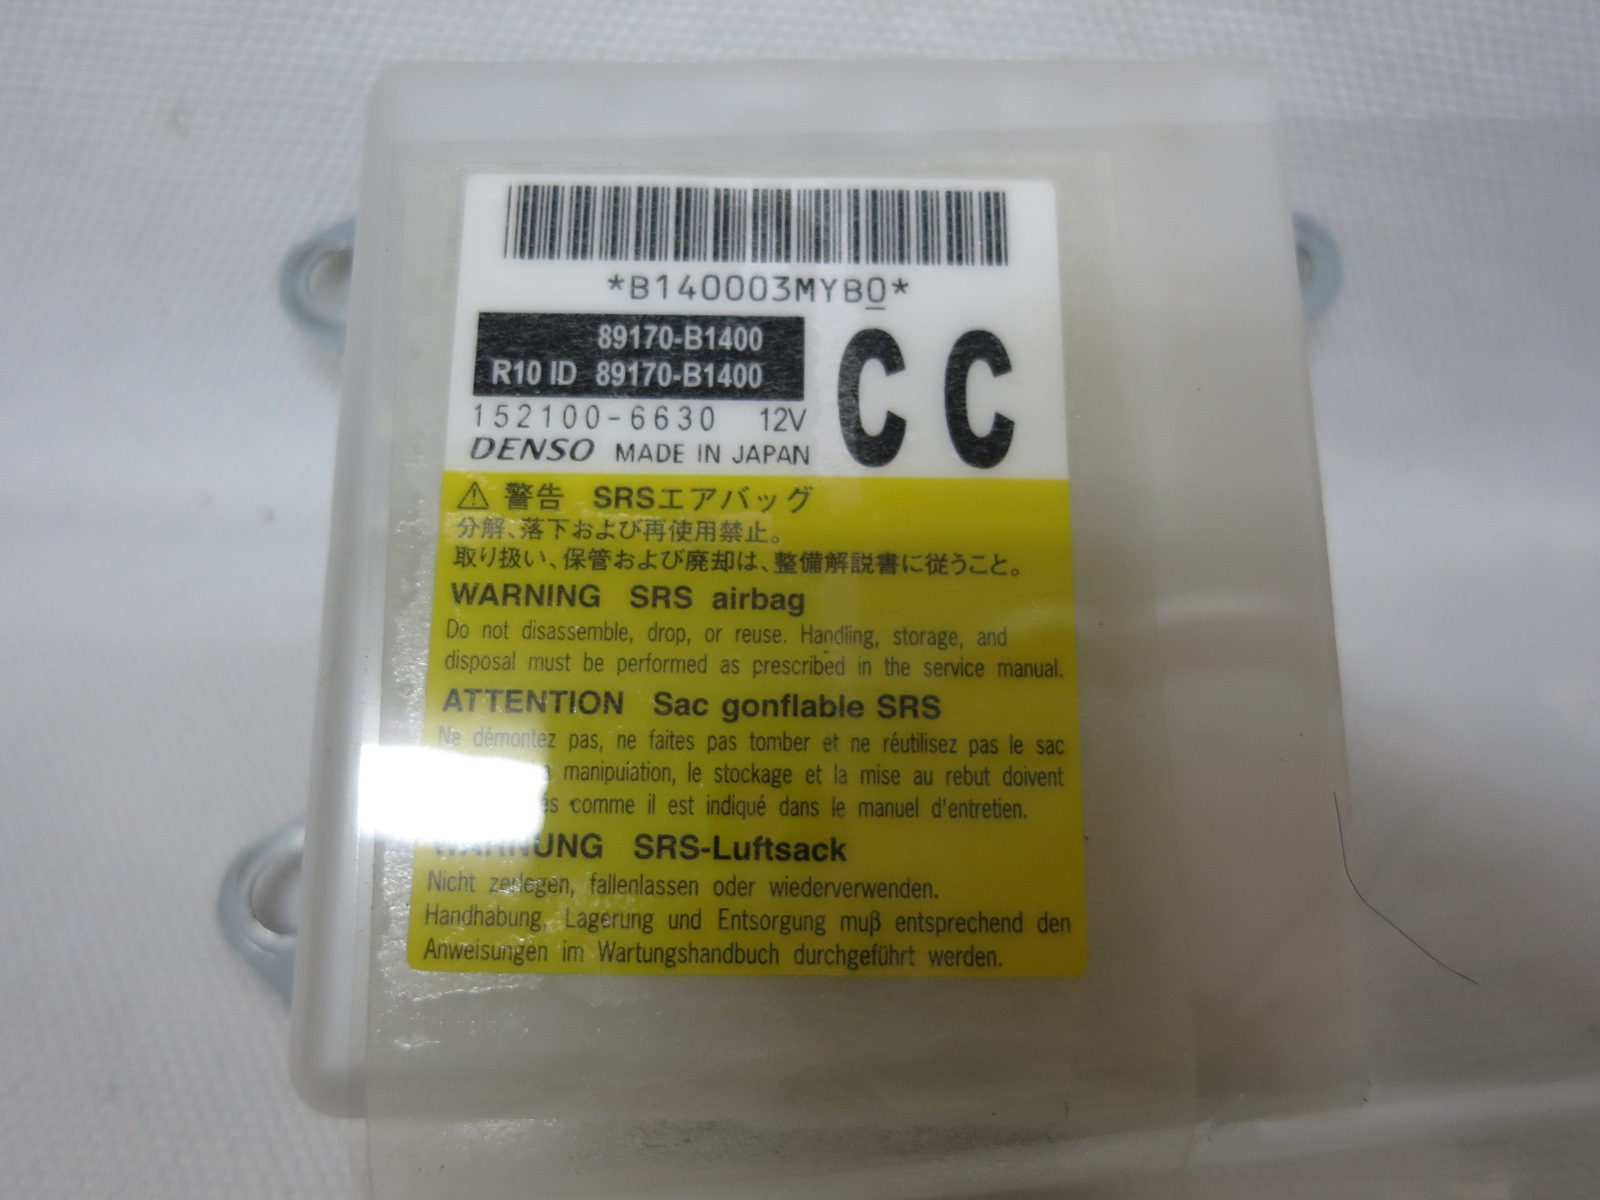 *B140003MYB0*
89170-B1400
R10 ID 89170-B1400
152100-6630 12V
DENSO MADE IN JAPAN
CC
⚠ 警告 SRSエアバッグ
分解、落下および再使用禁止。
取り扱い、保管および廃却は、整備解説書に従うこと。
WARNING SRS airbag
Do not disassemble, drop, or reuse. Handling, storage, and
disposal must be performed as prescribed in the service manual.
ATTENTION Sac gonflable SRS
Ne démontez pas, ne faites pas tomber et ne réutilisez pas le sac
manipulation, le stockage et la mise au rebut doivent
comme il est indiqué dans le manuel d'entretien.
WARNUNG SRS-Luftsack
Nicht zerlegen, fallenlassen oder wiederverwenden.
Handhabung, Lagerung und Entsorgung muβ entsprechend den
Anweisungen im Wartungshandbuch durchgeführt werden.